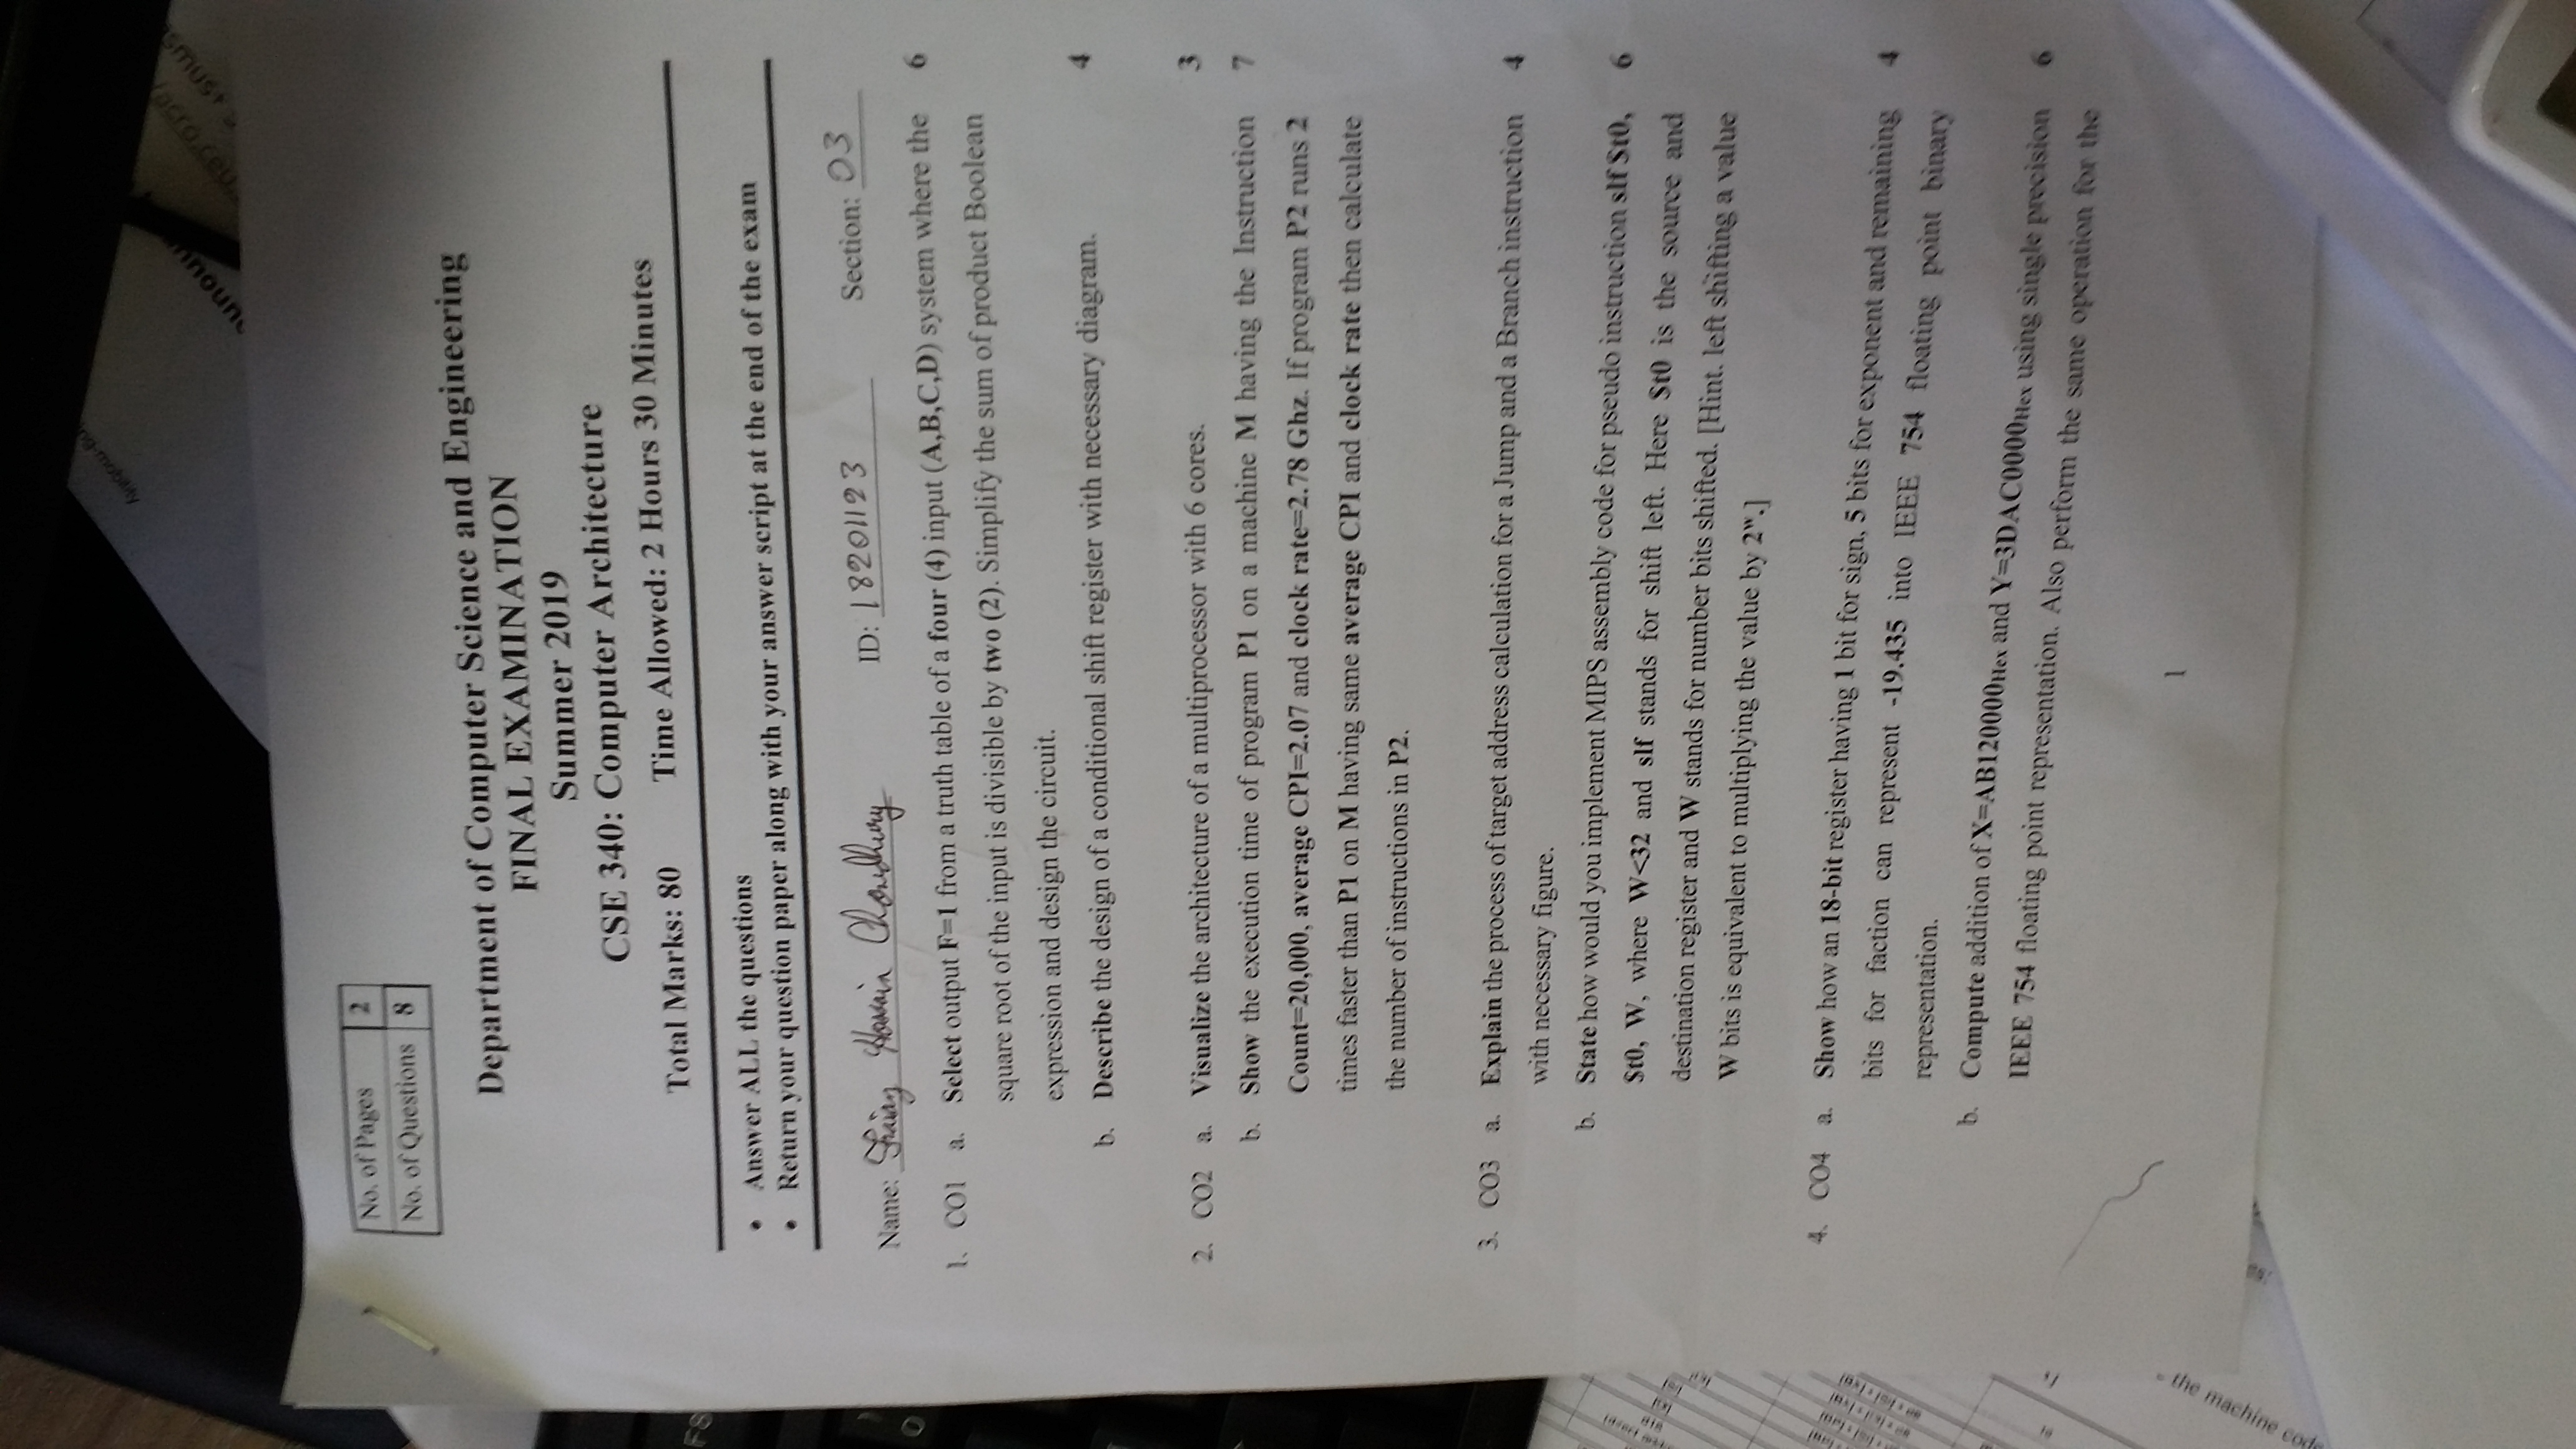 No. of Pages 2
No. of Questions 8
Department of Computer Science and Engineering
FINAL EXAMINATION
Summer 2019
CSE 340: Computer Architecture
Total Marks: 80 Time Allowed: 2 Hours 30 Minutes
• Answer ALL the questions
• Return your question paper along with your answer script at the end of the exam
Name: Hossain Chowdhury ID: 18201123 Section: 03
1. CO1 a. Select output F=1 from a truth table of a four (4) input (A,B,C,D) system where the 6
square root of the input is divisible by two (2). Simplify the sum of product Boolean
expression and design the circuit.
b. Describe the design of a conditional shift register with necessary diagram. 4
2. CO2 a. Visualize the architecture of a multiprocessor with 6 cores. 3
b. Show the execution time of program P1 on a machine M having the Instruction 7
Count=20,000, average CPI=2.07 and clock rate=2.78 Ghz. If program P2 runs 2
times faster than P1 on M having same average CPI and clock rate then calculate
the number of instructions in P2.
3. CO3 a. Explain the process of target address calculation for a Jump and a Branch instruction 4
with necessary figure.
b. State how would you implement MIPS assembly code for pseudo instruction slf $t0, 6
$t0, W, where W<32 and slf stands for shift left. Here $t0 is the source and
destination register and W stands for number bits shifted. [Hint. left shifting a value
W bits is equivalent to multiplying the value by 2ʷ.]
4. CO4 a. Show how an 18-bit register having 1 bit for sign, 5 bits for exponent and remaining 4
bits for faction can represent -19.435 into IEEE 754 floating point binary
representation.
b. Compute addition of X=AB120000Hex and Y=3DAC0000Hex using single precision 6
IEEE 754 floating point representation. Also perform the same operation for the
1
F8
the machine code